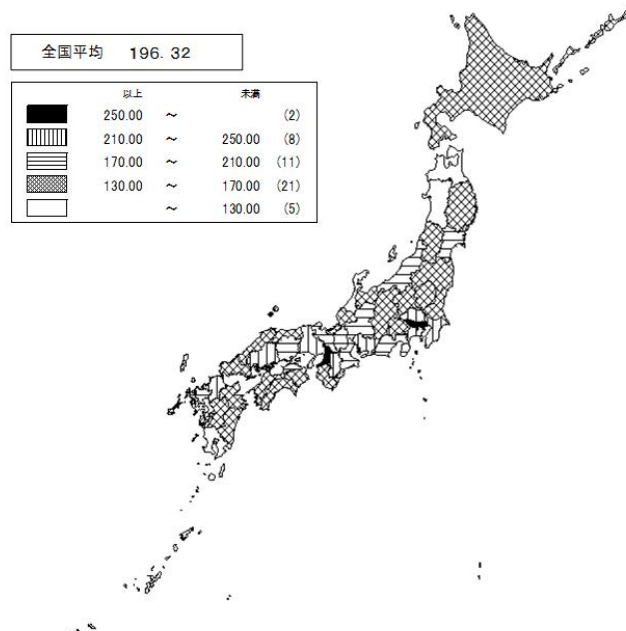 全国平均 196.32
以上 未満
250.00 ～ (2)
210.00 ～ 250.00 (8)
170.00 ～ 210.00 (11)
130.00 ～ 170.00 (21)
～ 130.00 (5)